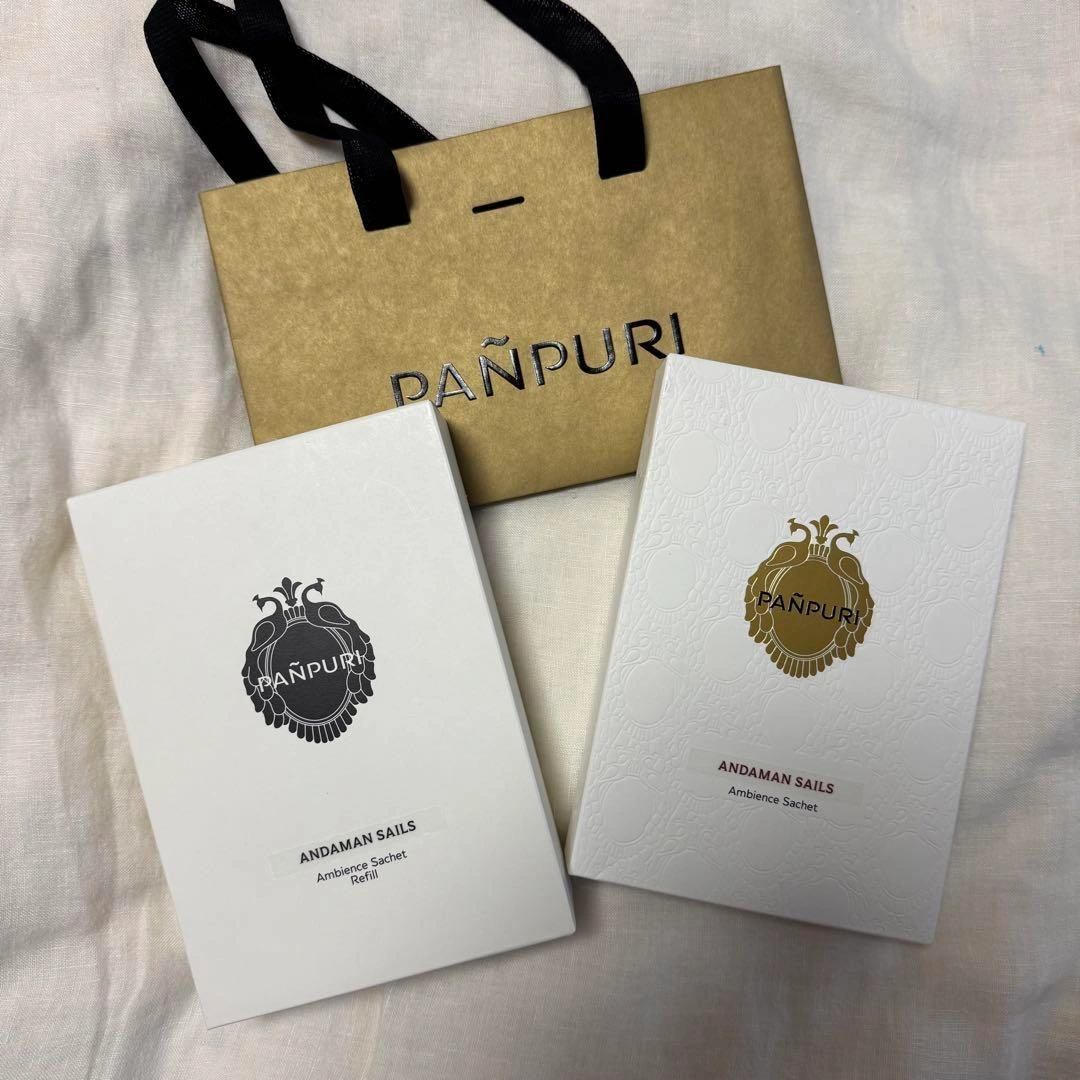 PAÑPURI
PAÑPURI
ANDAMAN SAILS
Ambience Sachet
Refill
PAÑPURI
ANDAMAN SAILS
Ambience Sachet